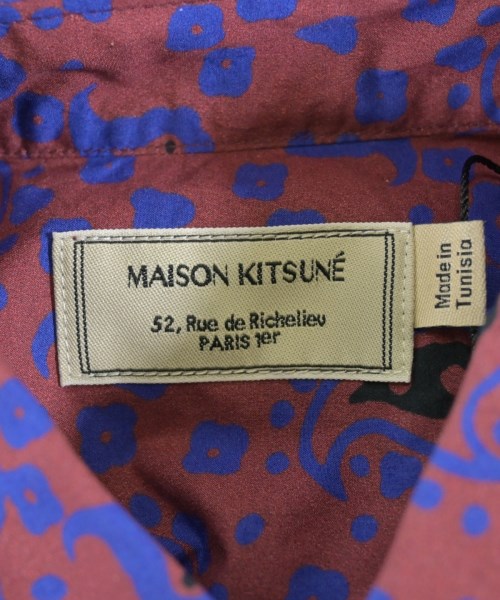 MAISON KITSUNÉ
52, Rue de Richelieu
PARIS 1er
Made in
Tunisia